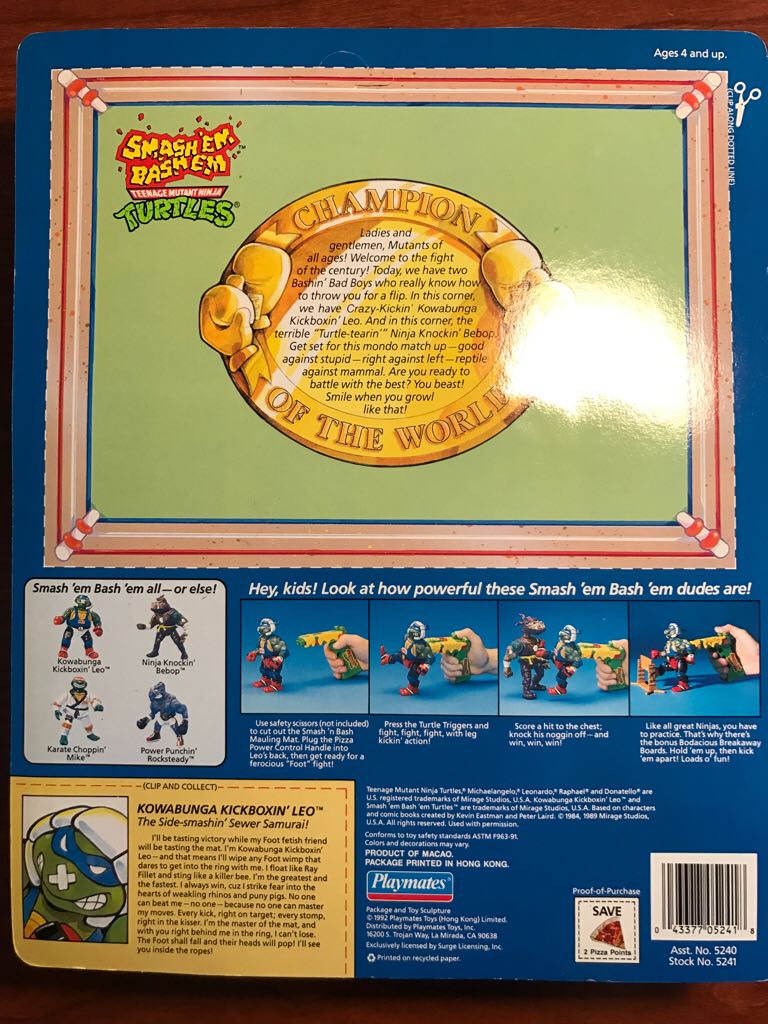 Ages 4 and up.
(CLIP ALONG DOTTED LINE)
SMASH 'EM
BASH 'EM™
TEENAGE MUTANT NINJA
TURTLES®
CHAMPION
Ladies and
gentlemen, Mutants of
all ages! Welcome to the fight
of the century! Today, we have two
Bashin' Bad Boys who really know how
to throw you for a flip. In this corner,
we have Crazy-Kickin' Kowabunga
Kickboxin' Leo. And in this corner, the
terrible "Turtle-tearin'" Ninja Knockin' Bebop.
Get set for this mondo match up—good
against stupid—right against left—reptile
against mammal. Are you ready to
battle with the best? You beast!
Smile when you growl
like that!
OF THE WORLD
Smash 'em Bash 'em all—or else!
Kowabunga
Kickboxin' Leo™
Ninja Knockin'
Bebop™
Karate Choppin'
Mike™
Power Punchin'
Rocksteady™
Hey, kids! Look at how powerful these Smash 'em Bash 'em dudes are!
Use safety scissors (not included)
to cut out the Smash 'n Bash
Mauling Mat. Plug the Pizza
Power Control Handle into
Leo's back, then get ready for a
ferocious "Foot" fight!
Press the Turtle Triggers and
fight, fight, fight, with leg
kickin' action!
Score a hit to the chest;
knock his noggin off—and
win, win, win!
Like all great Ninjas, you have
to practice. That's why there's
the bonus Bodacious Breakaway
Boards. Hold 'em up, then kick
'em apart! Loads o' fun!
(CLIP AND COLLECT)
KOWABUNGA KICKBOXIN' LEO™
The Side-smashin' Sewer Samurai!
I'll be tasting victory while my Foot fetish friend
will be tasting the mat. I'm Kowabunga Kickboxin'
Leo—and that means I'll wipe any Foot wimp that
dares to get into the ring with me. I float like Ray
Fillet and sting like a killer bee. I'm the greatest and
the fastest. I always win, cuz I strike fear into the
hearts of weakling rhinos and puny pigs. No one
can beat me—no one—because no one can master
my moves. Every kick, right on target; every stomp,
right in the kisser. I'm the master of the mat, and
with you right behind me in the ring, I can't lose.
The Foot shall fall and their heads will pop! I'll see
you inside the ropes!
Teenage Mutant Ninja Turtles,® Michaelangelo,® Leonardo,® Raphael® and Donatello® are
U.S. registered trademarks of Mirage Studios, U.S.A. Kowabunga Kickboxin' Leo™ and
Smash 'em Bash 'em Turtles™ are trademarks of Mirage Studios, U.S.A. Based on characters
and comic books created by Kevin Eastman and Peter Laird. © 1984, 1989 Mirage Studios,
U.S.A. All rights reserved. Used with permission.
Conforms to toy safety standards ASTM F963-91.
Colors and decorations may vary.
PRODUCT OF MACAO.
PACKAGE PRINTED IN HONG KONG.
Playmates®
Package and Toy Sculpture
© 1992 Playmates Toys (Hong Kong) Limited.
Distributed by Playmates Toys, Inc.
16200 S. Trojan Way, La Mirada, CA 90638
Exclusively licensed by Surge Licensing, Inc.
Printed on recycled paper.
Proof-of-Purchase
SAVE
2 Pizza Points
0 43377 05241 8
Asst. No. 5240
Stock No. 5241